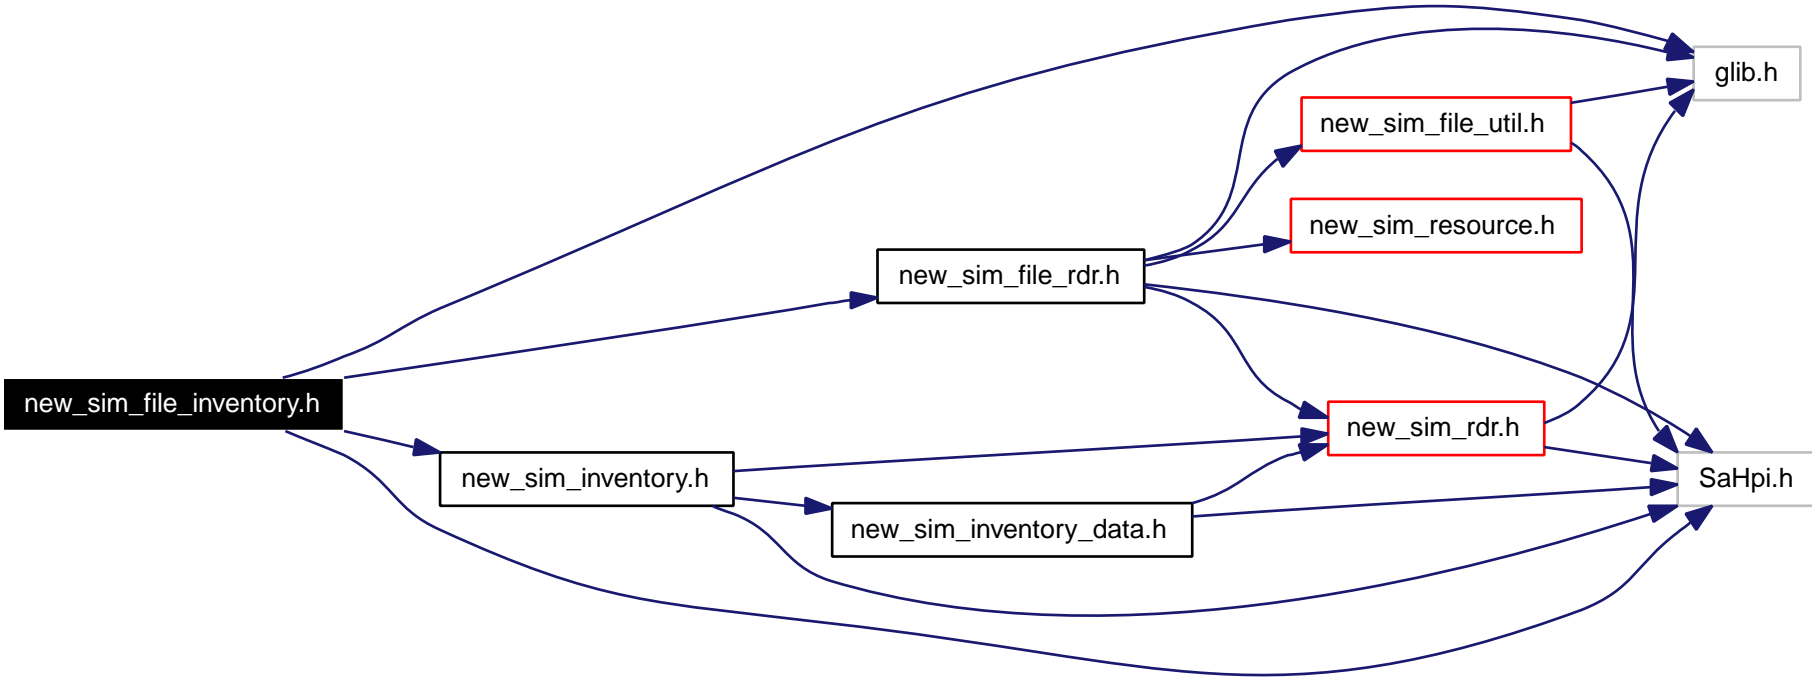 glib.h
new_sim_file_util.h
new_sim_resource.h
new_sim_file_rdr.h
new_sim_file_inventory.h
new_sim_rdr.h
new_sim_inventory.h
SaHpi.h
new_sim_inventory_data.h